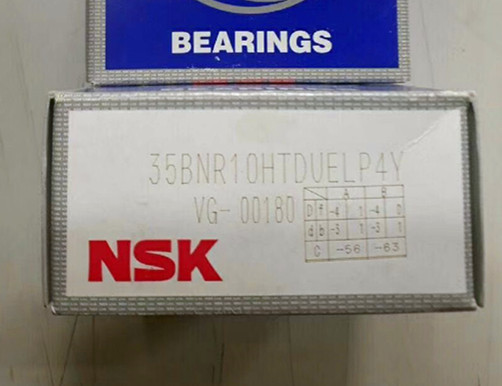 BEARINGS
35BNR10HTDUELP4Y
VG-00180
A B
D f -4 1 -4 0
d b -3 1 -3 1
C -56 -63
NSK